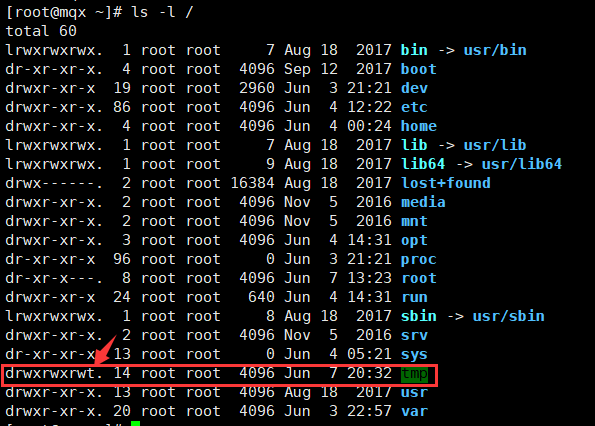 [root@mqx ~]# ls -l /
total 60
lrwxrwxrwx. 1 root root 7 Aug 18 2017 bin -> usr/bin
dr-xr-xr-x. 4 root root 4096 Sep 12 2017 boot
drwxr-xr-x 19 root root 2960 Jun 3 21:21 dev
drwxr-xr-x. 86 root root 4096 Jun 4 12:22 etc
drwxr-xr-x. 4 root root 4096 Jun 4 00:24 home
lrwxrwxrwx. 1 root root 7 Aug 18 2017 lib -> usr/lib
lrwxrwxrwx. 1 root root 9 Aug 18 2017 lib64 -> usr/lib64
drwx------. 2 root root 16384 Aug 18 2017 lost+found
drwxr-xr-x. 2 root root 4096 Nov 5 2016 media
drwxr-xr-x. 2 root root 4096 Nov 5 2016 mnt
drwxr-xr-x. 3 root root 4096 Jun 4 14:31 opt
dr-xr-xr-x 96 root root 0 Jun 3 21:21 proc
dr-xr-x---. 8 root root 4096 Jun 7 13:23 root
drwxr-xr-x 24 root root 640 Jun 4 14:31 run
lrwxrwxrwx. 1 root root 8 Aug 18 2017 sbin -> usr/sbin
drwxr-xr-x. 2 root root 4096 Nov 5 2016 srv
dr-xr-xr-x 13 root root 0 Jun 4 05:21 sys
drwxrwxrwt. 14 root root 4096 Jun 7 20:32 tmp
drwxr-xr-x. 13 root root 4096 Aug 18 2017 usr
drwxr-xr-x. 20 root root 4096 Jun 3 22:57 var